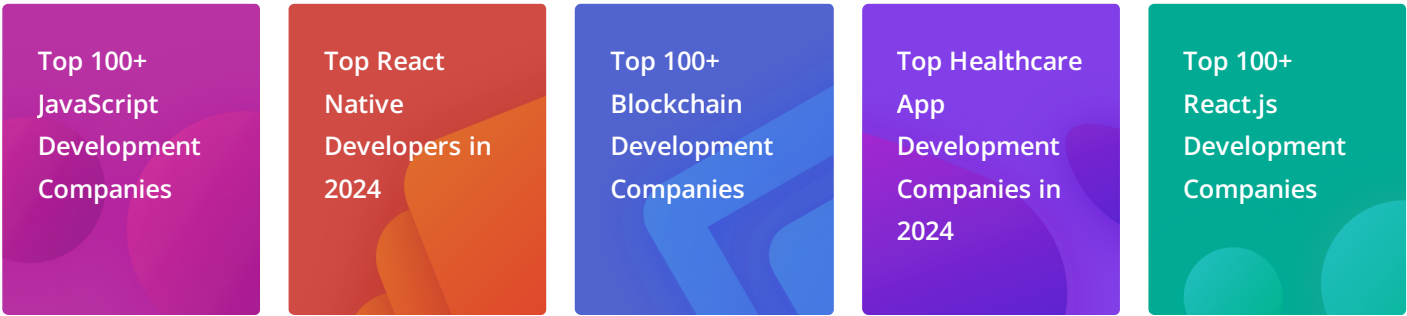 Top 100+
JavaScript
Development
Companies
Top React
Native
Developers in
2024
Top 100+
Blockchain
Development
Companies
Top Healthcare
App
Development
Companies in
2024
Top 100+
React.js
Development
Companies